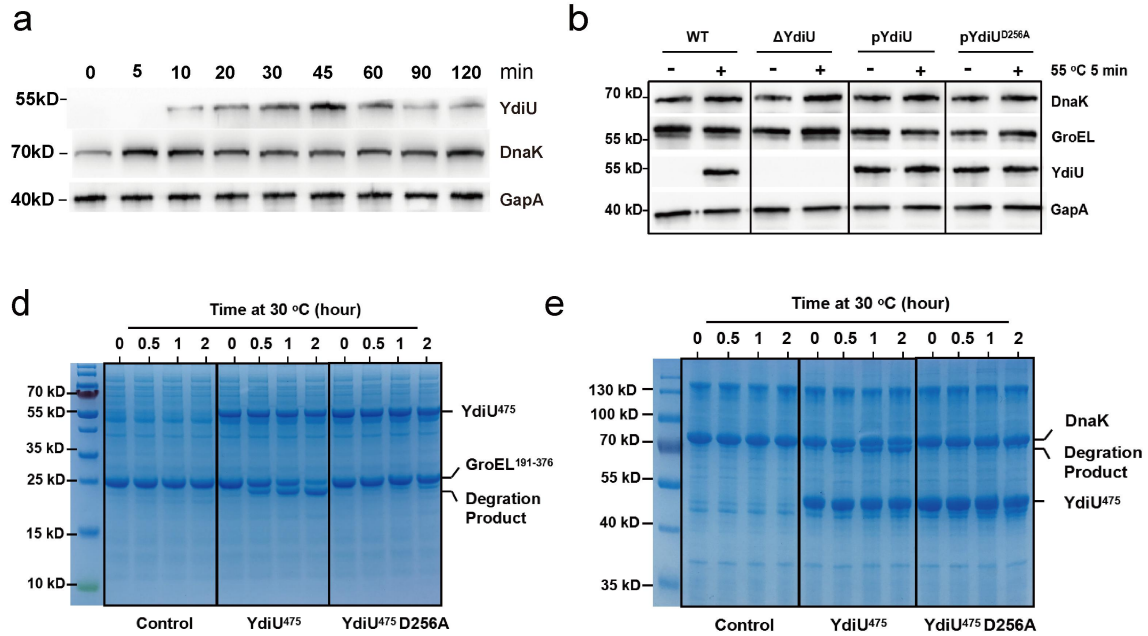 a
0 5 10 20 30 45 60 90 120 min
55kD
YdiU
70kD
DnaK
40kD
GapA
b
WT ΔYdiU pYdiU pYdiUᴰ²⁵⁶ᴬ
- + - + - + - + 55 ºC 5 min
70 kD
DnaK
55 kD
GroEL
55 kD
YdiU
40 kD
GapA
d
Time at 30 ºC (hour)
0 0.5 1 2 0 0.5 1 2 0 0.5 1 2
70 kD
55 kD
YdiU⁴⁷⁵
35 kD
GroEL¹⁹¹⁻³⁷⁶
25 kD
Degration
Product
15 kD
10 kD
Control YdiU⁴⁷⁵ YdiU⁴⁷⁵ D256A
e
Time at 30 ºC (hour)
0 0.5 1 2 0 0.5 1 2 0 0.5 1 2
130 kD
100 kD
DnaK
70 kD
Degration
Product
55 kD
YdiU⁴⁷⁵
40 kD
35 kD
Control YdiU⁴⁷⁵ YdiU⁴⁷⁵ D256A